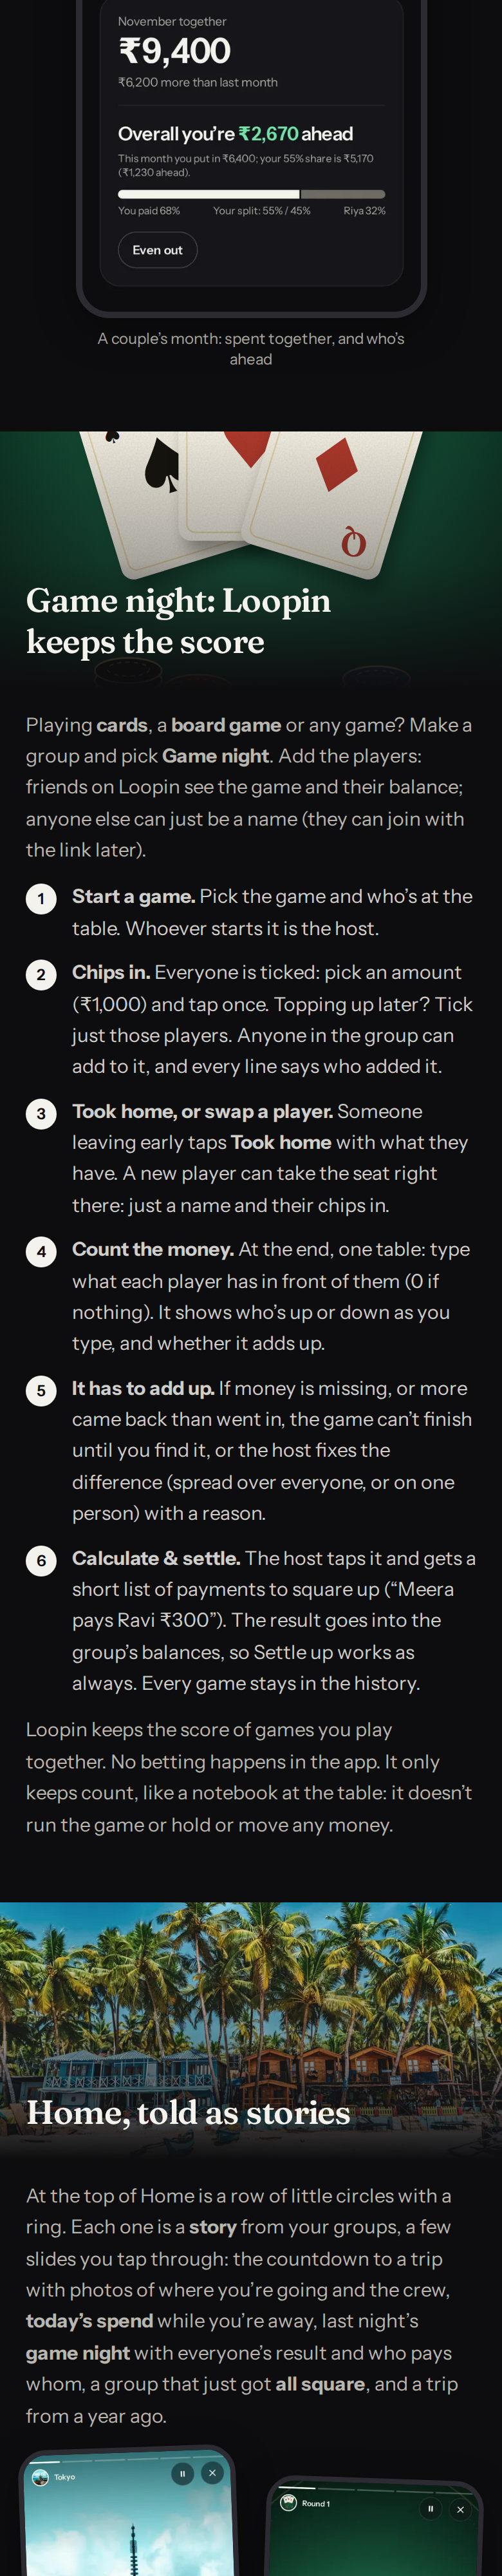 November together
₹9,400
₹6,200 more than last month
Overall you’re ₹2,670 ahead
This month you put in ₹6,400; your 55% share is ₹5,170
(₹1,230 ahead).
You paid 68% Your split: 55% / 45% Riya 32%
Even out
A couple’s month: spent together, and who’s
ahead
Q
Game night: Loopin
keeps the score
Playing cards, a board game or any game? Make a
group and pick Game night. Add the players:
friends on Loopin see the game and their balance;
anyone else can just be a name (they can join with
the link later).
1 Start a game. Pick the game and who’s at the
table. Whoever starts it is the host.
2 Chips in. Everyone is ticked: pick an amount
(₹1,000) and tap once. Topping up later? Tick
just those players. Anyone in the group can
add to it, and every line says who added it.
3 Took home, or swap a player. Someone
leaving early taps Took home with what they
have. A new player can take the seat right
there: just a name and their chips in.
4 Count the money. At the end, one table: type
what each player has in front of them (0 if
nothing). It shows who’s up or down as you
type, and whether it adds up.
5 It has to add up. If money is missing, or more
came back than went in, the game can’t finish
until you find it, or the host fixes the
difference (spread over everyone, or on one
person) with a reason.
6 Calculate & settle. The host taps it and gets a
short list of payments to square up (“Meera
pays Ravi ₹300”). The result goes into the
group’s balances, so Settle up works as
always. Every game stays in the history.
Loopin keeps the score of games you play
together. No betting happens in the app. It only
keeps count, like a notebook at the table: it doesn’t
run the game or hold or move any money.
Home, told as stories
At the top of Home is a row of little circles with a
ring. Each one is a story from your groups, a few
slides you tap through: the countdown to a trip
with photos of where you’re going and the crew,
today’s spend while you’re away, last night’s
game night with everyone’s result and who pays
whom, a group that just got all square, and a trip
from a year ago.
Tokyo
Round 1